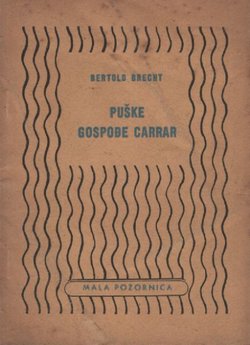 BERTOLD BRECHT
PUŠKE
GOSPOĐE CARRAR
MALA POZORNICA